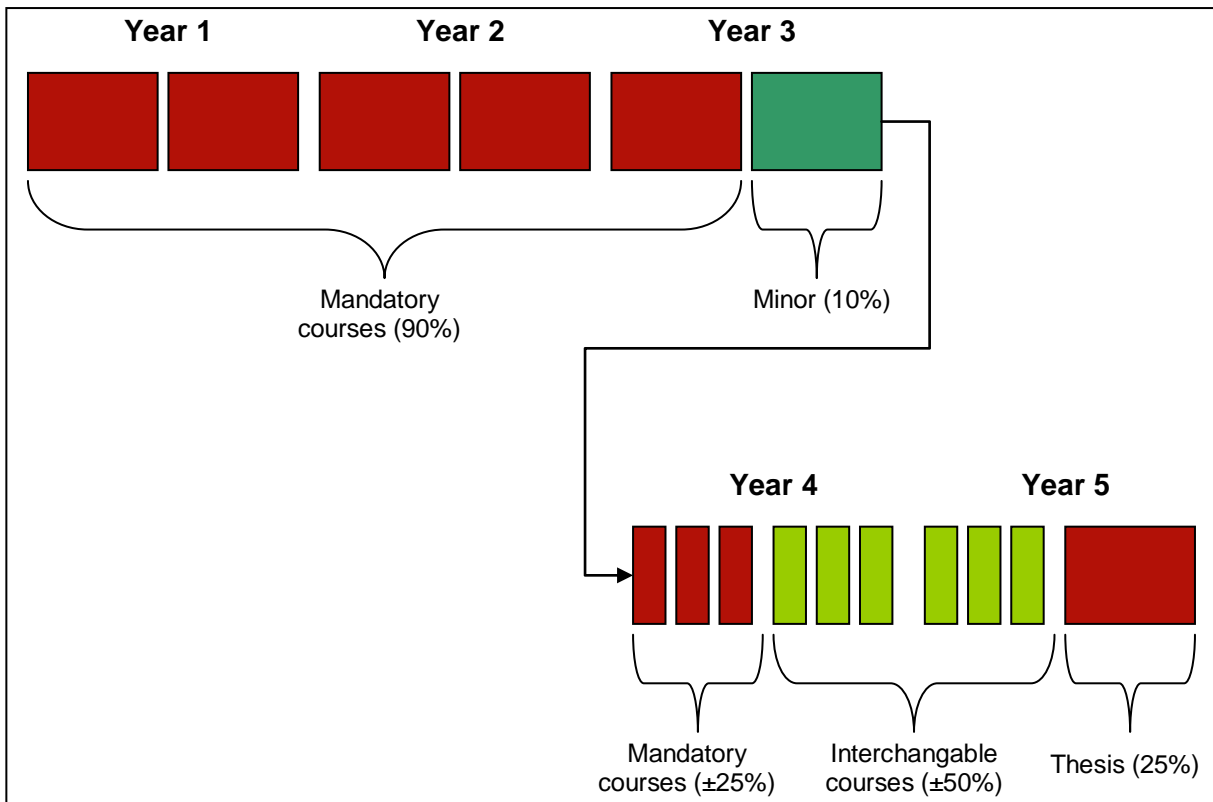 Year 1
Year 2
Year 3
Mandatory
courses (90%)
Minor (10%)
Year 4
Year 5
Mandatory
courses (±25%)
Interchangable
courses (±50%)
Thesis (25%)